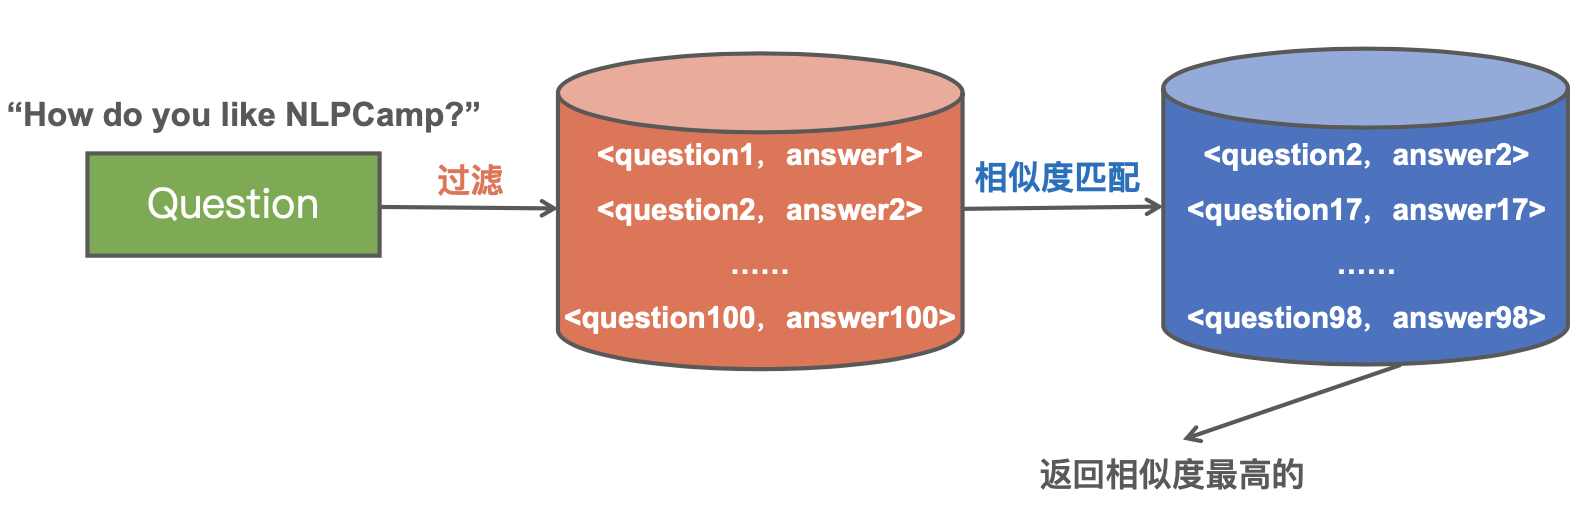 “How do you like NLPCamp?”
Question
过滤
<question1, answer1>
<question2, answer2>
......
<question100, answer100>
相似度匹配
<question2, answer2>
<question17, answer17>
......
<question98, answer98>
返回相似度最高的